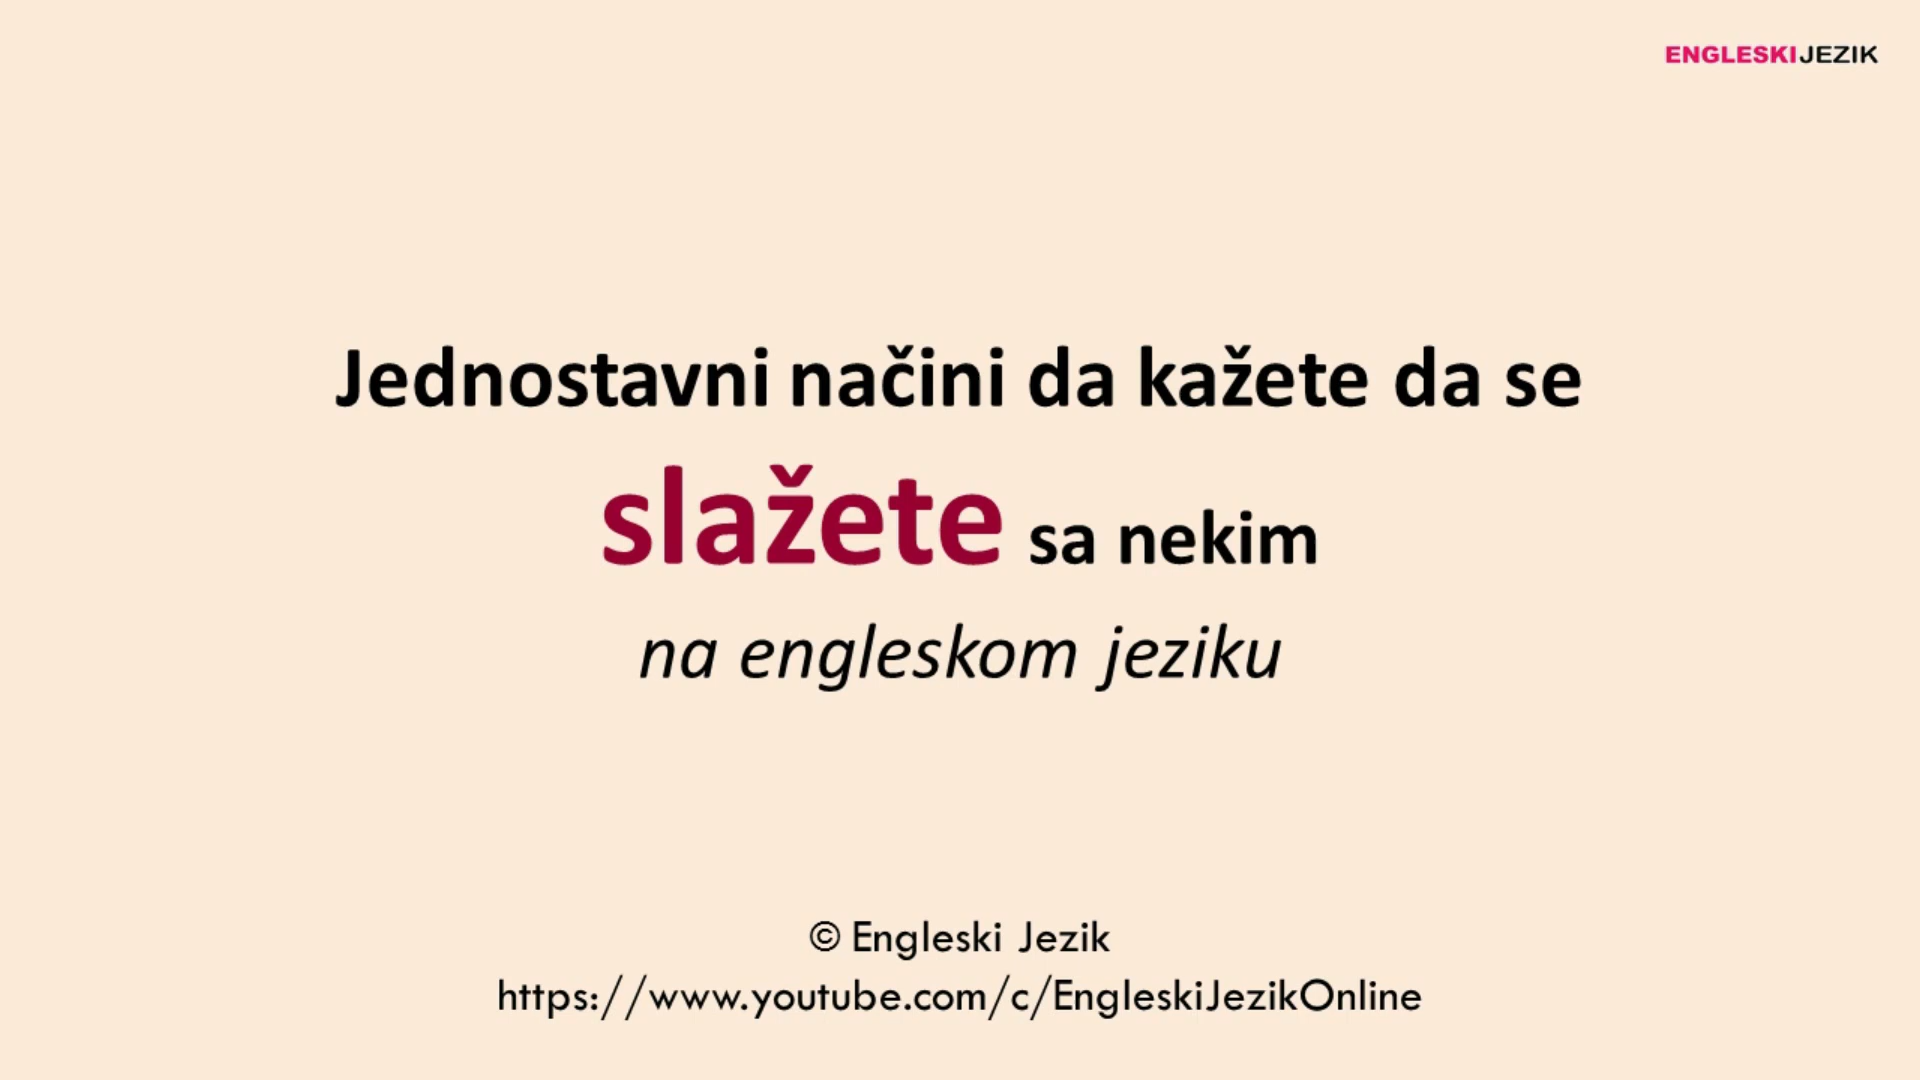 ENGLESKIJEZIK
Jednostavni načini da kažete da se
slažete sa nekim
na engleskom jeziku
© Engleski Jezik
https://www.youtube.com/c/EngleskiJezikOnline